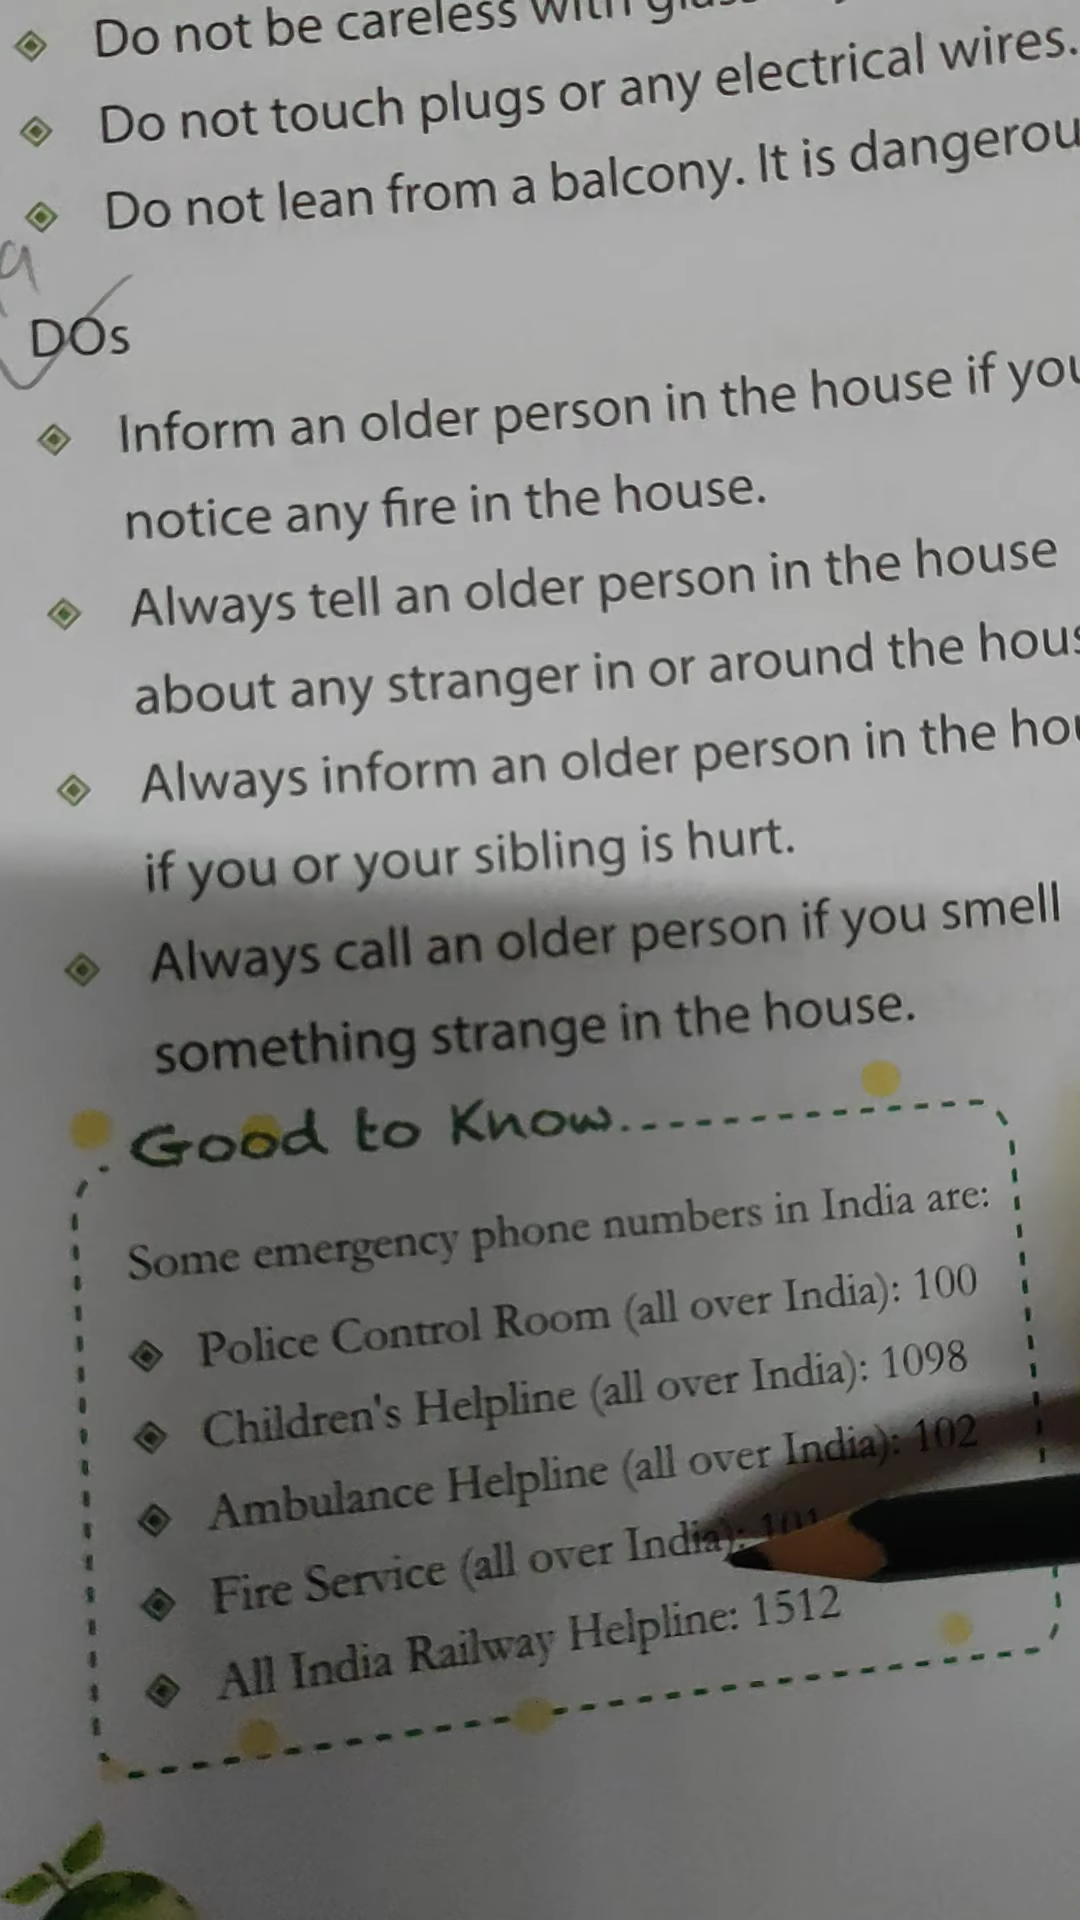 Do not be careless with
Do not touch plugs or any electrical wires.
Do not lean from a balcony. It is
DOs
Inform an older person in the house if you
notice any fire in the house.
Always tell an older person in the house
about any stranger in or around the
Always inform an older person in the
if you or your sibling is hurt.
Always call an older person if you smell
something strange in the house.
Good to Know
Some emergency phone numbers in India are:
Police Control Room (all over India): 100
Children's Helpline (all over India): 1098
Ambulance Helpline (all over India): 102
Fire Service (all over India): 101
All India Railway Helpline: 1512